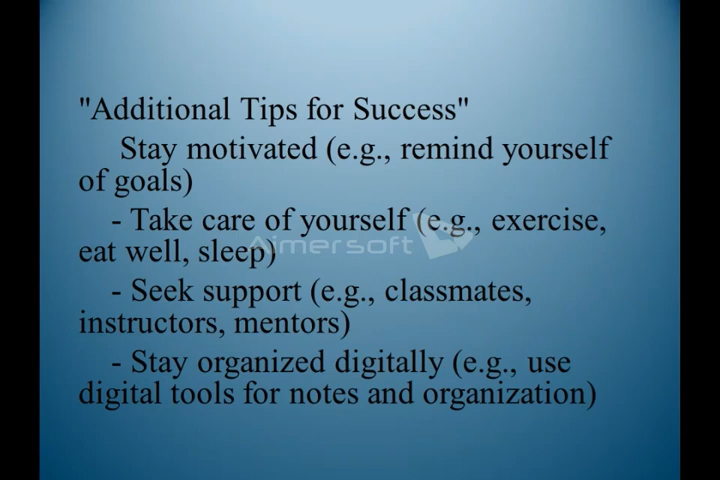 "Additional Tips for Success"
Stay motivated (e.g., remind yourself
of goals)
- Take care of yourself (e.g., exercise,
eat well, sleep)
Aimersoft
- Seek support (e.g., classmates,
instructors, mentors)
- Stay organized digitally (e.g., use
digital tools for notes and organization)